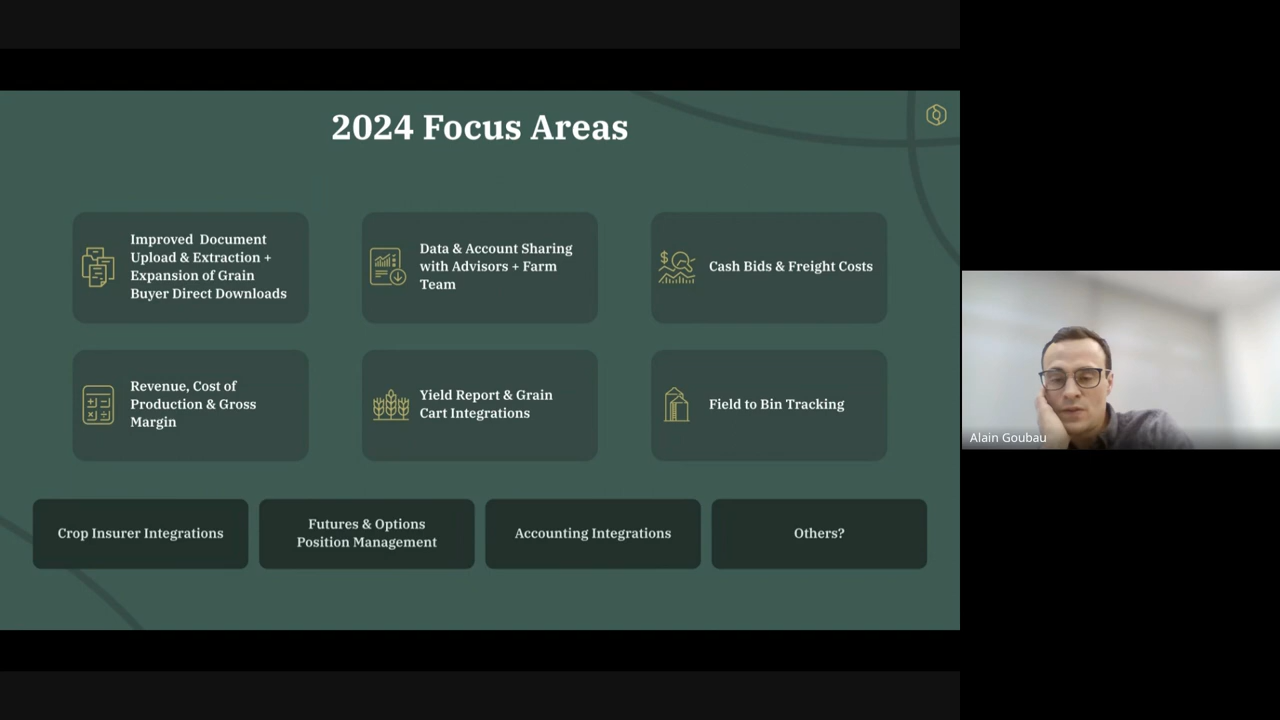 2024 Focus Areas
Improved Document
Upload & Extraction +
Expansion of Grain
Buyer Direct Downloads
Data & Account Sharing
with Advisors + Farm
Team
Cash Bids & Freight Costs
Revenue, Cost of
Production & Gross
Margin
Yield Report & Grain
Cart Integrations
Field to Bin Tracking
Crop Insurer Integrations
Futures & Options
Position Management
Accounting Integrations
Others?
Alain Goubau